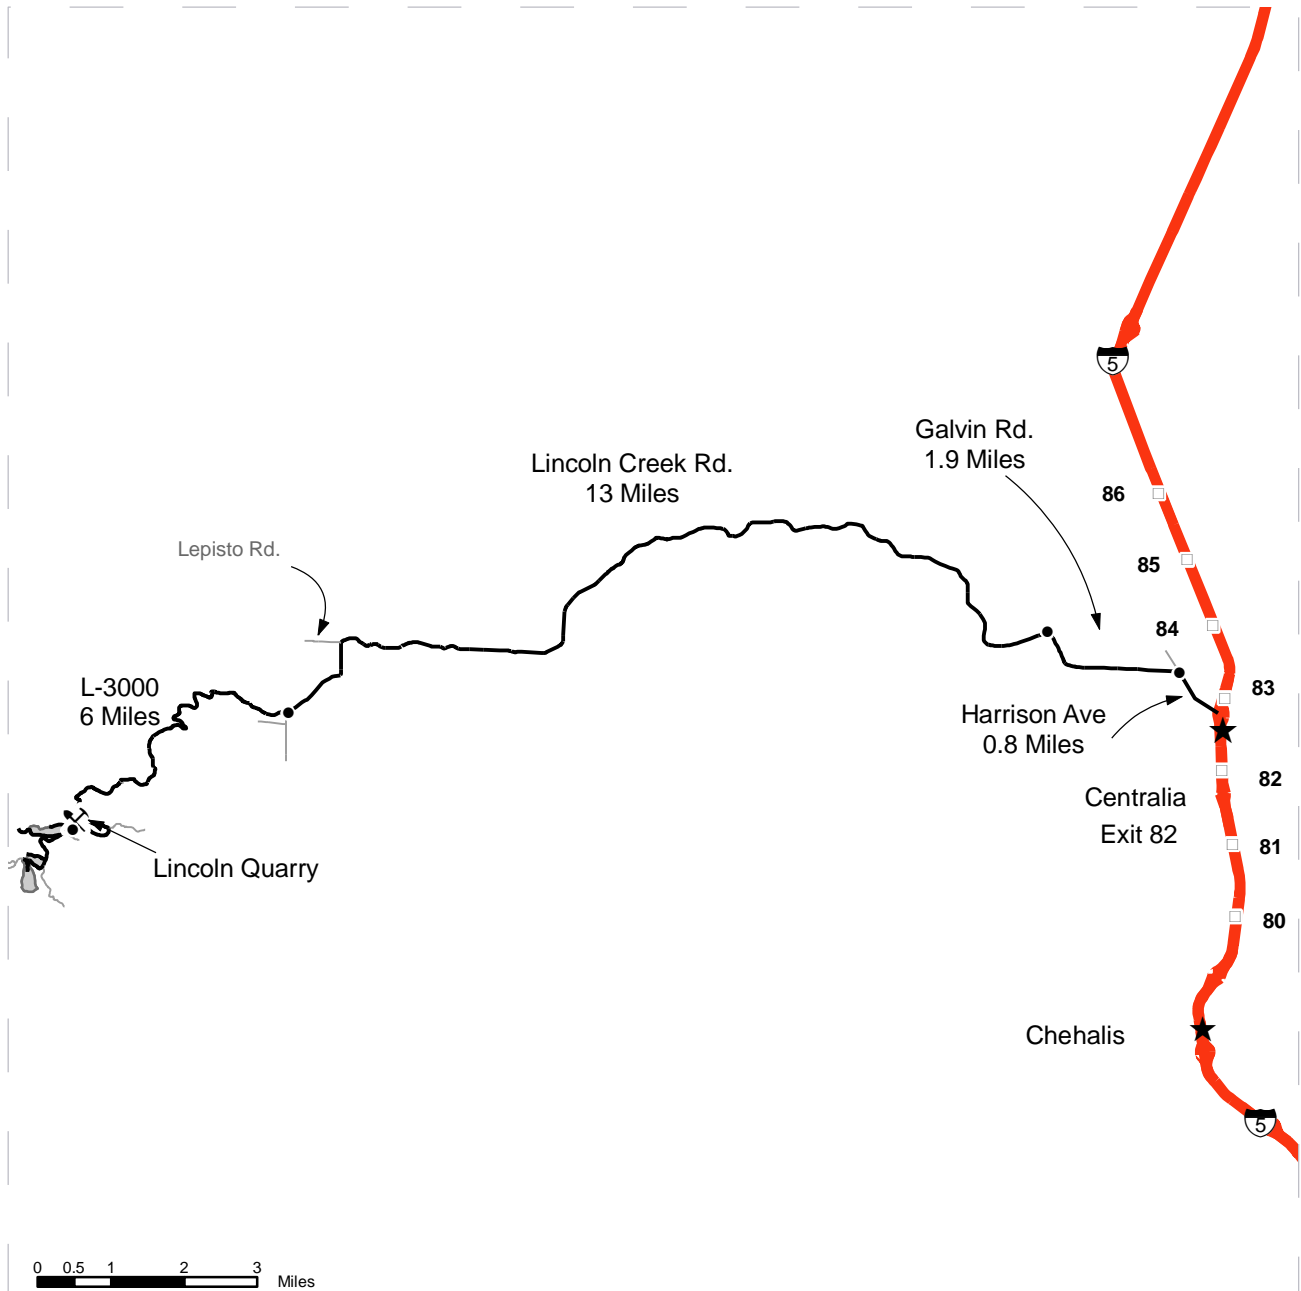 5
Galvin Rd.
1.9 Miles
Lincoln Creek Rd.
13 Miles
86
Lepisto Rd.
85
84
L-3000
6 Miles
83
Harrison Ave
0.8 Miles
82
Centralia
Exit 82
81
Lincoln Quarry
80
Chehalis
5
0 0.5 1 2 3
Miles